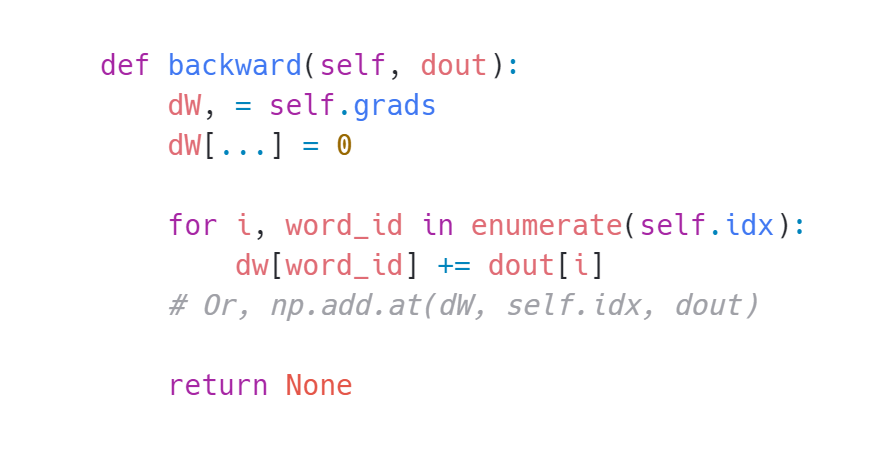 def backward(self, dout):
    dW, = self.grads
    dW[...] = 0

    for i, word_id in enumerate(self.idx):
        dw[word_id] += dout[i]
    # Or, np.add.at(dW, self.idx, dout)

    return None